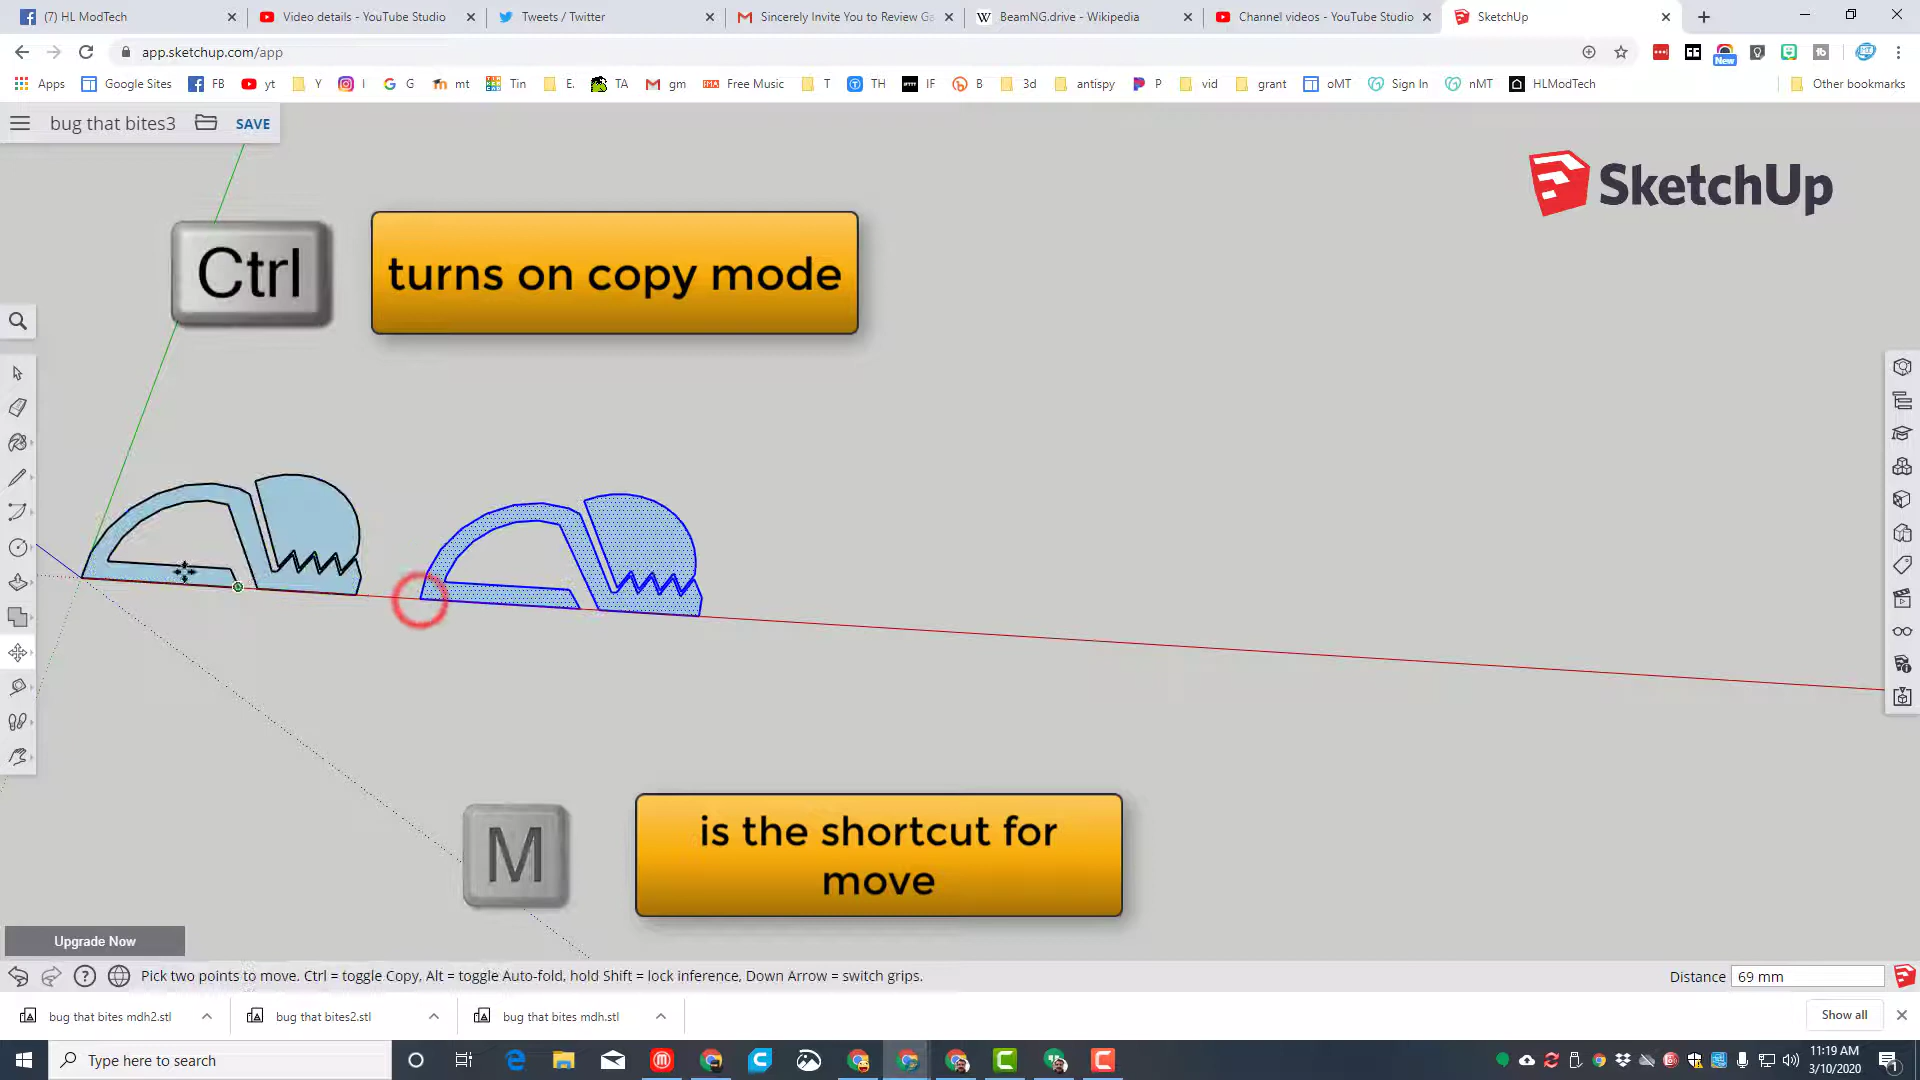 (7) HL ModTech
Video details - YouTube Studio
Tweets / Twitter
Sincerely Invite You to Review Ga
BeamNG.drive - Wikipedia
Channel videos - YouTube Studio
SketchUp
app.sketchup.com/app
New
Apps
Google Sites
FB
yt
Y
I
G
mt
Tin
E.
TA
gm
Free Music
T
TH
IF
B
3d
antispy
P
vid
grant
oMT
Sign In
nMT
HLModTech
Other bookmarks
bug that bites3
SAVE
SketchUp
Ctrl
turns on copy mode
M
is the shortcut for
move
Upgrade Now
Pick two points to move. Ctrl = toggle Copy, Alt = toggle Auto-fold, hold Shift = lock inference, Down Arrow = switch grips.
Distance
69 mm
bug that bites mdh2.stl
bug that bites2.stl
bug that bites mdh.stl
Show all
Type here to search
11:19 AM
3/10/2020